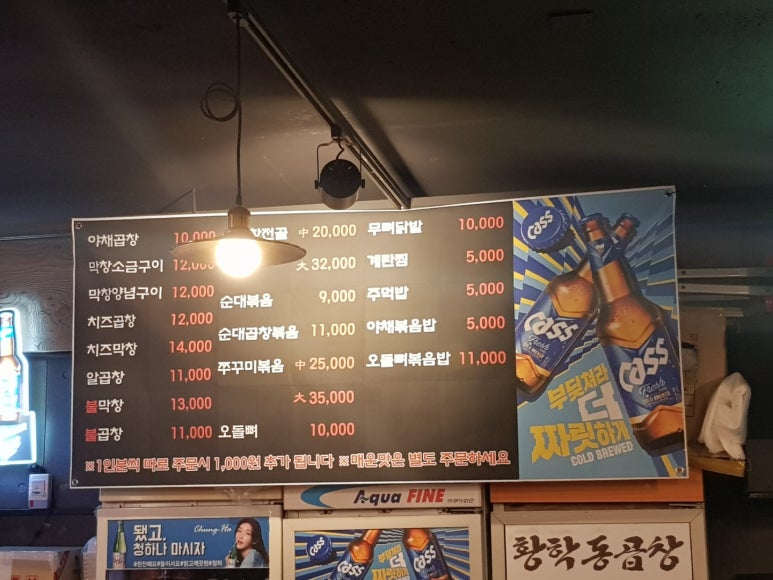 야채곱창 10,000
막창소금구이 12,000
막창양념구이 12,000
치즈곱창 12,000
치즈막창 14,000
알곱창 11,000
불막창 13,000
불곱창 11,000
中 20,000
大 32,000
순대볶음 9,000
순대곱창볶음 11,000
쭈꾸미볶음 中 25,000
大 35,000
오돌뼈 10,000
무뼈닭발 10,000
계란찜 5,000
주먹밥 5,000
야채볶음밥 5,000
오돌뼈볶음밥 11,000
※1인분씩 따로 주문시 1,000원 추가 됩니다 ※매운맛은 별도 주문하세요
Cass
Cass
Fresh
Cass
Fresh
COLD BREWED
부딪쳐라
더
짜릿하게
COLD BREWED
Aqua FINE
됐고,
청하나 마시자
Chung-Ha
부딪쳐라
더
Cass
Cass
황학동곱창